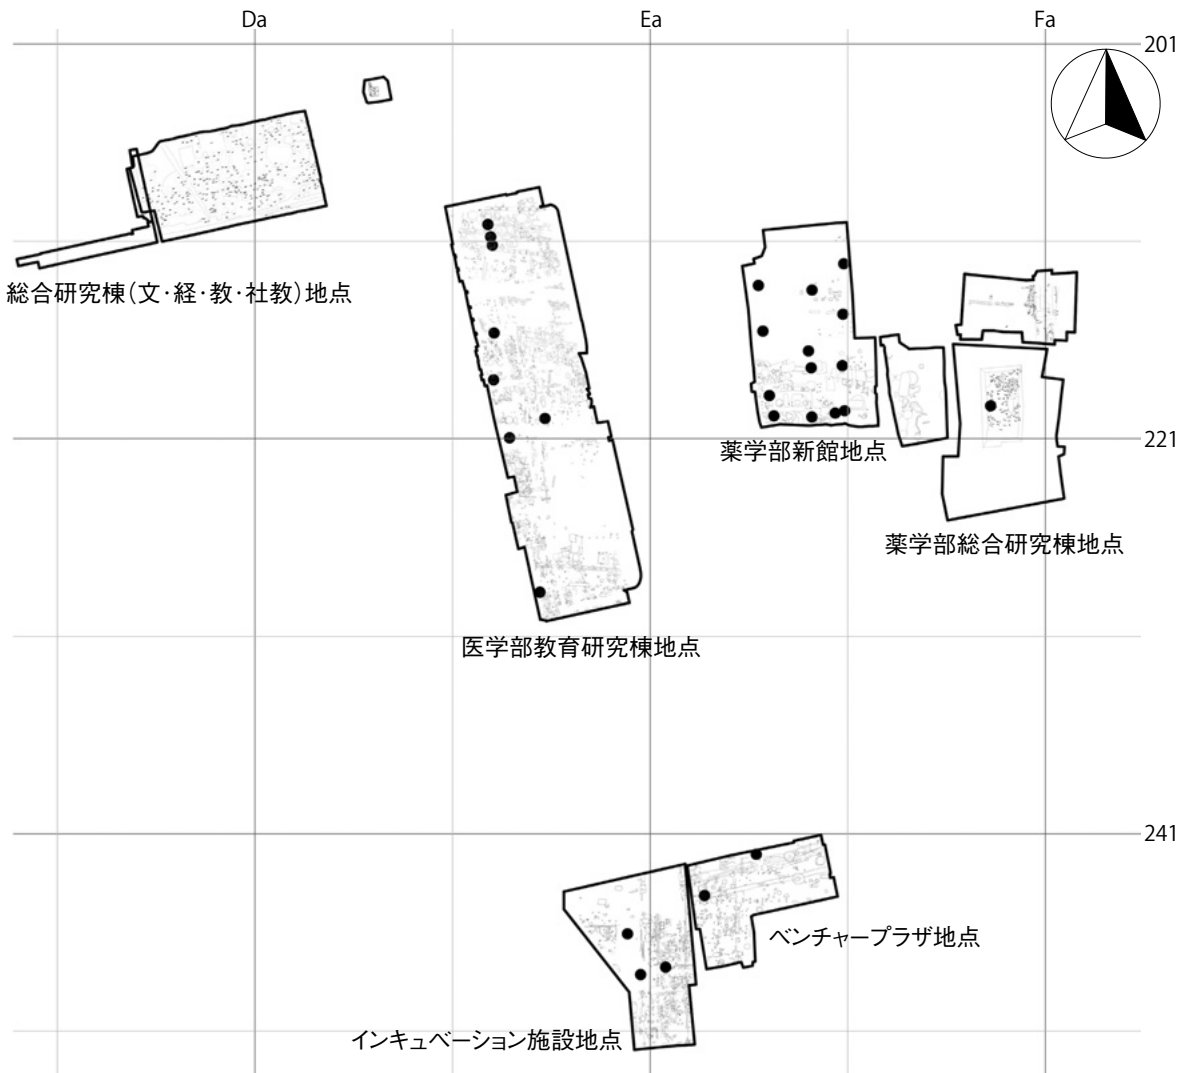 Da
Ea
Fa
201
総合研究棟(文・経・教・社教)地点
221
薬学部新館地点
薬学部総合研究棟地点
医学部教育研究棟地点
241
ベンチャープラザ地点
インキュベーション施設地点